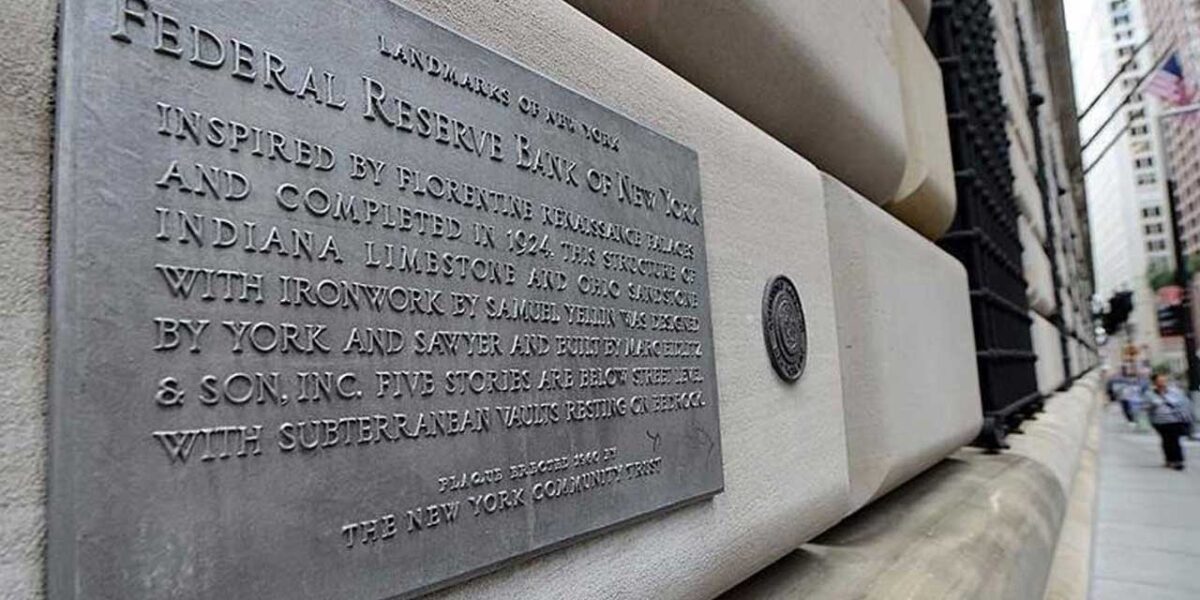 LANDMARKS OF NEW YORK
FEDERAL RESERVE BANK OF NEW YORK
INSPIRED BY FLORENTINE RENAISSANCE PALACES
AND COMPLETED IN 1924, THIS STRUCTURE OF
INDIANA LIMESTONE AND OHIO SANDSTONE
WITH IRONWORK BY SAMUEL YELLIN WAS DESIGNED
BY YORK AND SAWYER AND BUILT BY MARC EIDLITZ
& SON, INC. FIVE STORIES ARE BELOW STREET LEVEL
WITH SUBTERRANEAN VAULTS RESTING ON BEDROCK.
PLAQUE ERECTED 1960 BY
THE NEW YORK COMMUNITY TRUST